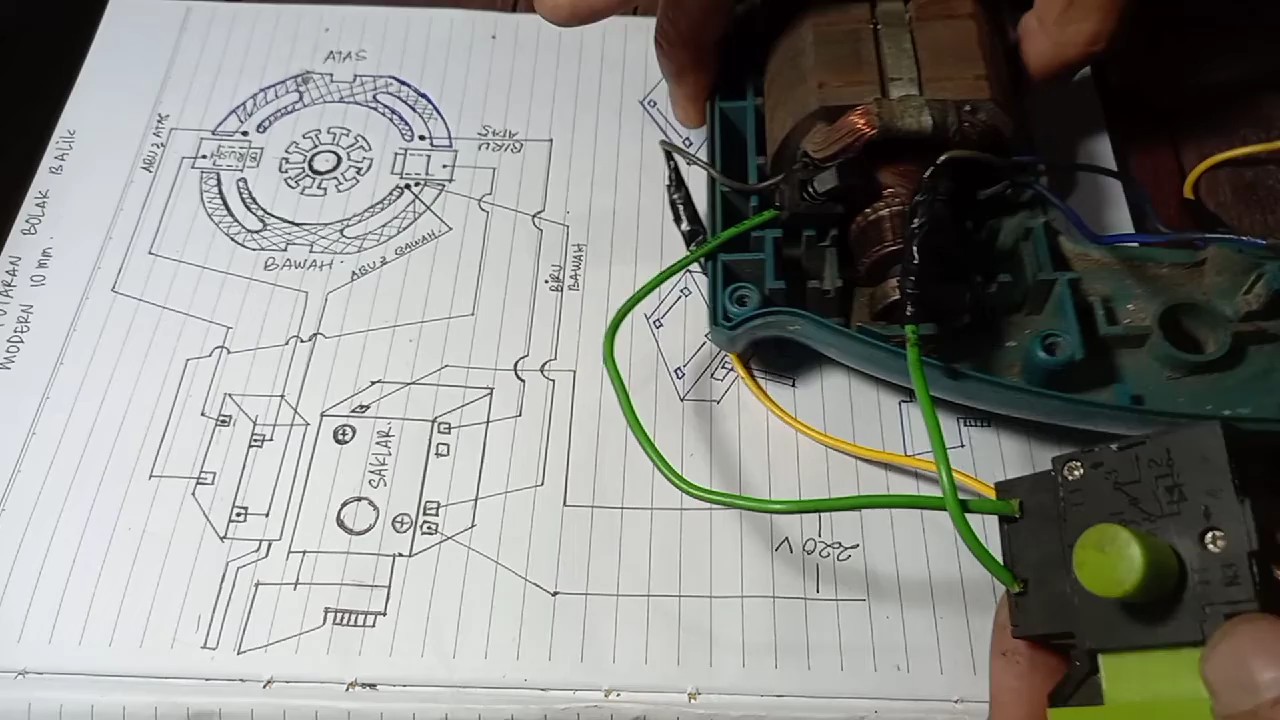 PUTARAN BOLAK BALIK
MODERN 10 mm.
ATAS
ABU2 ATAS
BRUSH
BIRU
ATAS
BAWAH.
ABU2 BAWAH.
BIRU
BAWAH
SAKLAR.
220 V